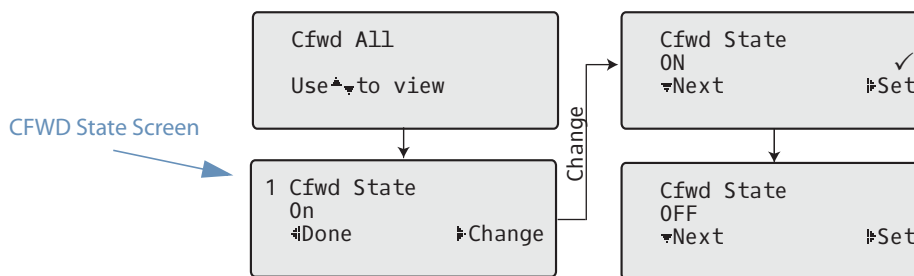 Cfwd All
Use to view
CFWD State Screen
1 Cfwd State
On
Done Change
Change
Cfwd State
ON
Next Set
Cfwd State
OFF
Next Set